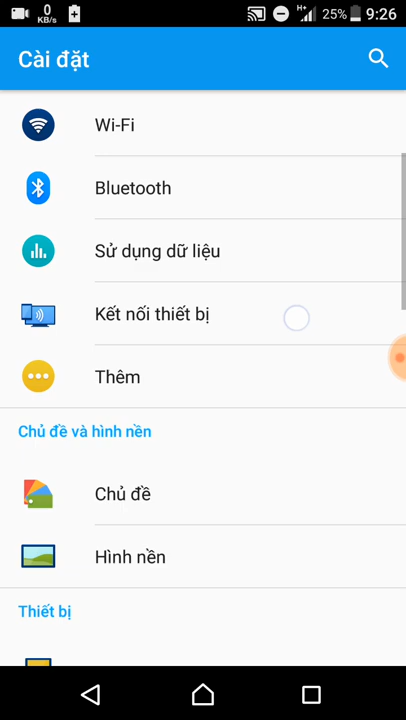 0
KB/s
H+
25%
9:26
Cài đặt
Wi-Fi
Bluetooth
Sử dụng dữ liệu
Kết nối thiết bị
Thêm
Chủ đề và hình nền
Chủ đề
Hình nền
Thiết bị